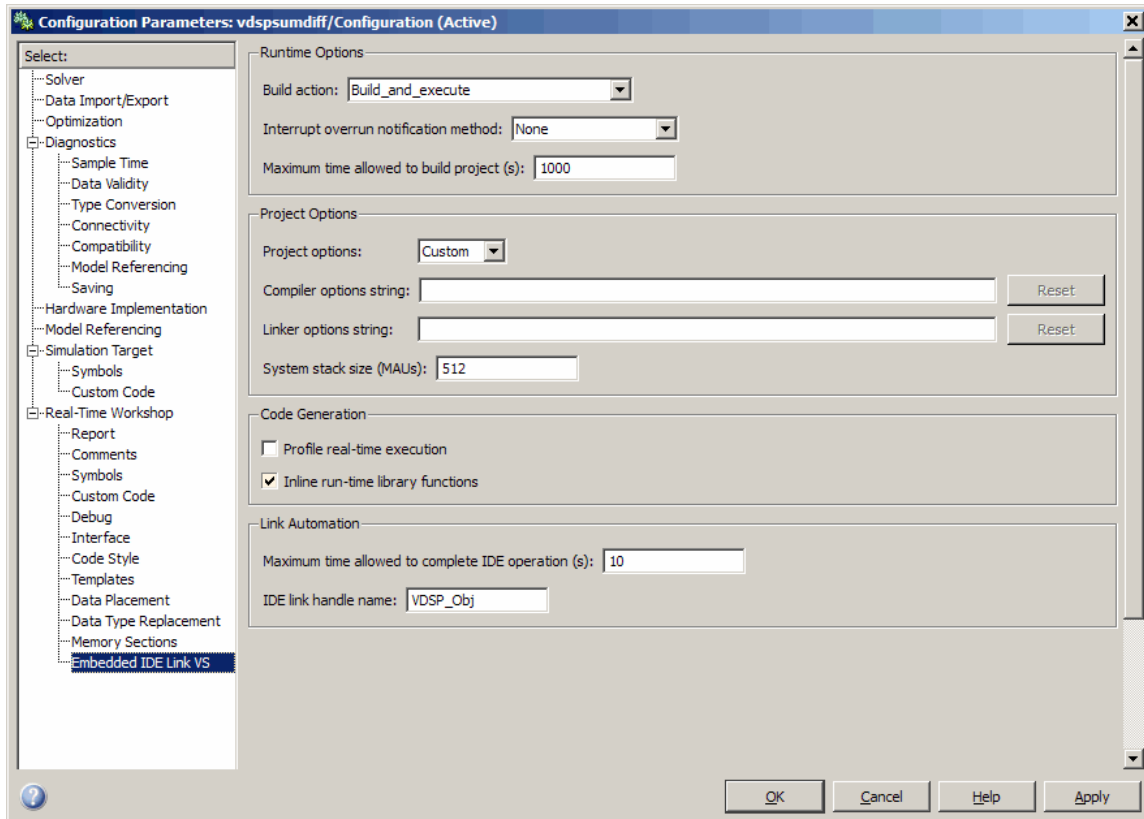 Configuration Parameters: vdspsumdiff/Configuration (Active)
Select:
Solver
Data Import/Export
Optimization
Diagnostics
Sample Time
Data Validity
Type Conversion
Connectivity
Compatibility
Model Referencing
Saving
Hardware Implementation
Model Referencing
Simulation Target
Symbols
Custom Code
Real-Time Workshop
Report
Comments
Symbols
Custom Code
Debug
Interface
Code Style
Templates
Data Placement
Data Type Replacement
Memory Sections
Embedded IDE Link VS
Runtime Options
Build action: Build_and_execute
Interrupt overrun notification method: None
Maximum time allowed to build project (s): 1000
Project Options
Project options: Custom
Compiler options string: Reset
Linker options string: Reset
System stack size (MAUs): 512
Code Generation
Profile real-time execution
Inline run-time library functions
Link Automation
Maximum time allowed to complete IDE operation (s): 10
IDE link handle name: VDSP_Obj
OK Cancel Help Apply